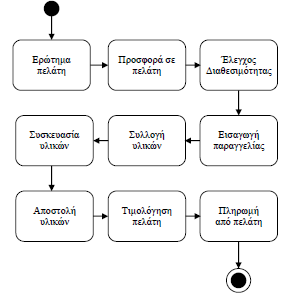 Ερώτημα
πελάτη
Προσφορά σε
πελάτη
Έλεγχος
Διαθεσιμότητας
Συσκευασία
υλικών
Συλλογή
υλικών
Εισαγωγή
παραγγελίας
Αποστολή
υλικών
Τιμολόγηση
πελάτη
Πληρωμή
από πελάτη